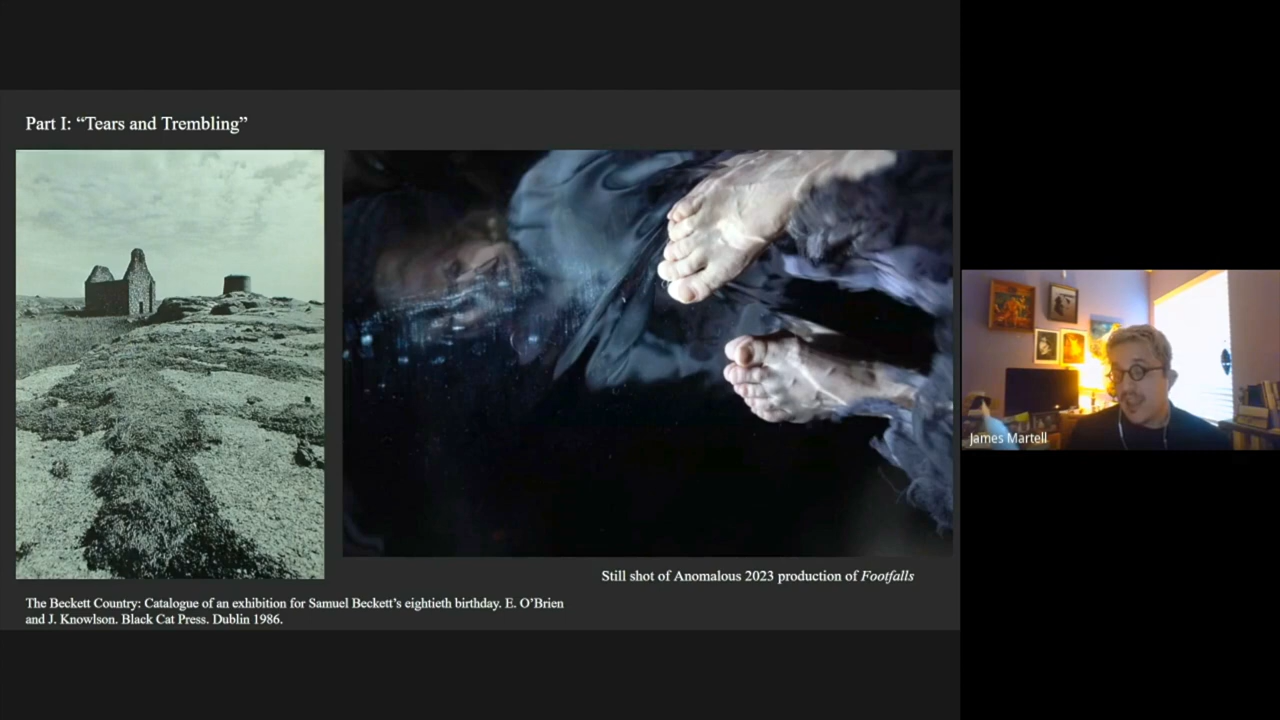 Part I: “Tears and Trembling”
Still shot of Anomalous 2023 production of Footfalls
The Beckett Country: Catalogue of an exhibition for Samuel Beckett’s eightieth birthday. E. O’Brien
and J. Knowlson. Black Cat Press. Dublin 1986.
James Martell